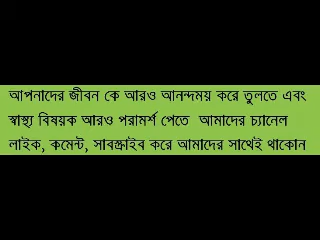 আপনাদের জীবন কে আরও আনন্দময় করে তুলতে এবং
স্বাস্থ্য বিষয়ক আরও পরামর্শ পেতে আমাদের চ্যানেল
লাইক, কমেন্ট, সাবস্ক্রাইব করে আমাদের সাথেই থাকোন